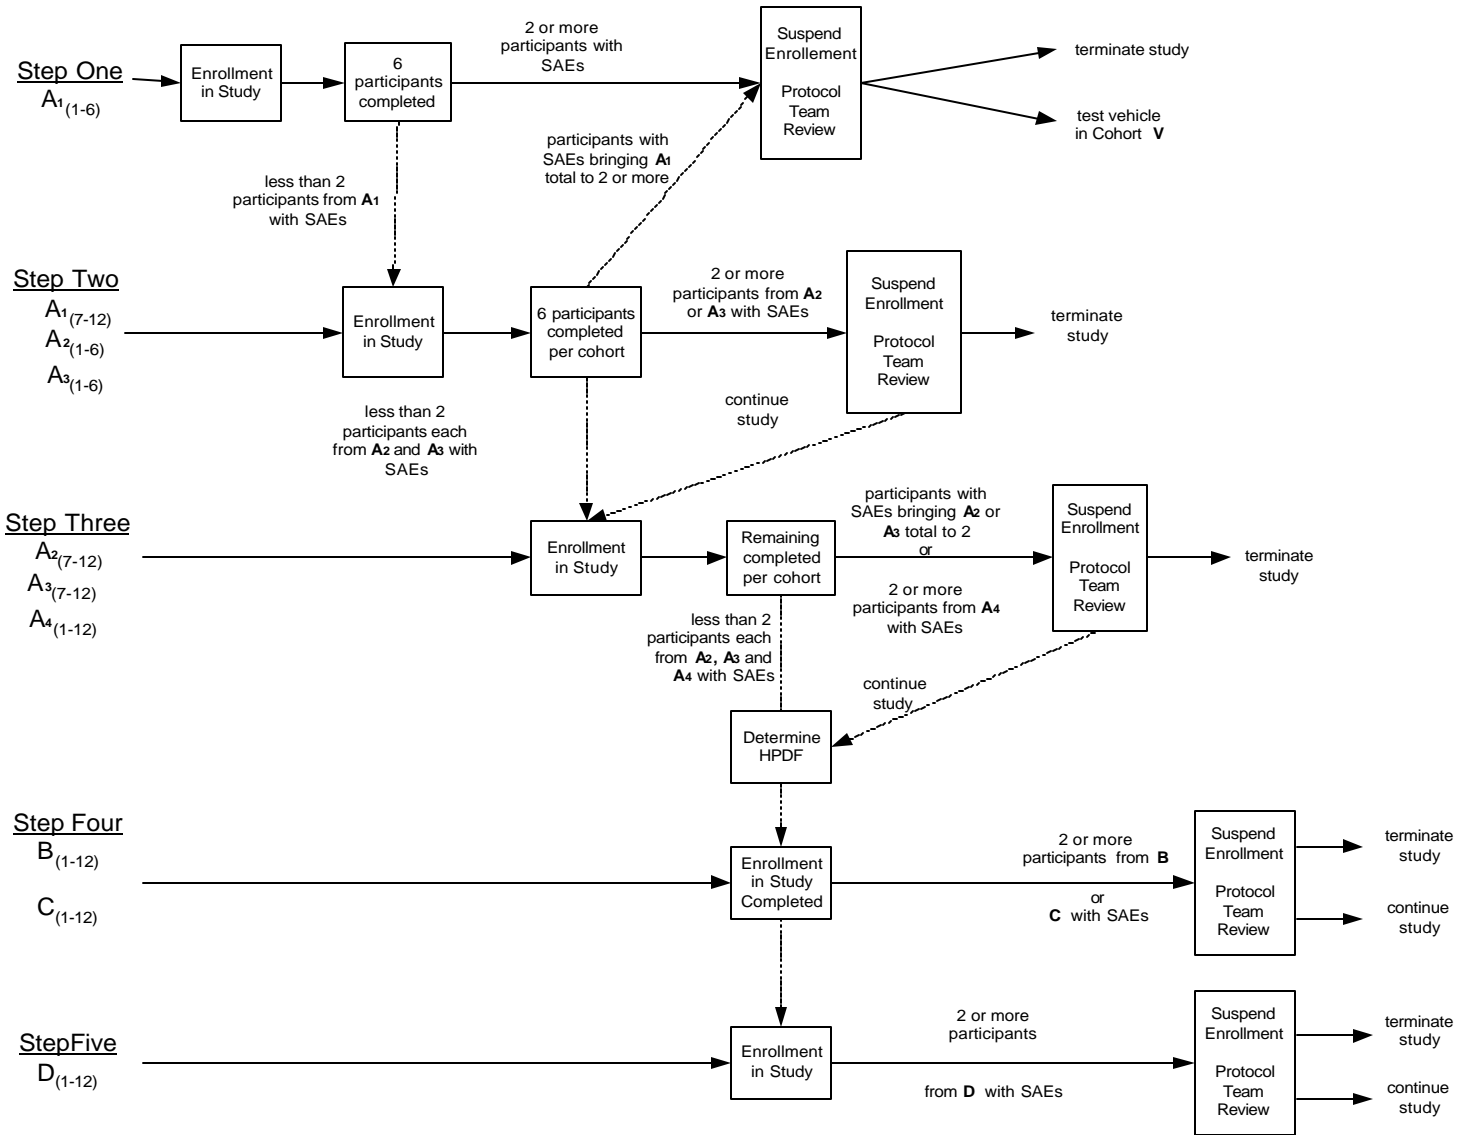 Step One
A1(1-6)
Enrollment
in Study
6
participants
completed
2 or more
participants with
SAEs
Suspend
Enrollement
Protocol
Team
Review
terminate study
test vehicle
in Cohort V
less than 2
participants from A1
with SAEs
participants with
SAEs bringing A1
total to 2 or more
Step Two
A1(7-12)
A2(1-6)
A3(1-6)
Enrollment
in Study
6 participants
completed
per cohort
2 or more
participants from A2
or A3 with SAEs
Suspend
Enrollment
Protocol
Team
Review
terminate
study
less than 2
participants each
from A2 and A3 with
SAEs
continue
study
Step Three
A2(7-12)
A3(7-12)
A4(1-12)
Enrollment
in Study
Remaining
completed
per cohort
participants with
SAEs bringing A2 or
A3 total to 2
or
2 or more
participants from A4
with SAEs
Suspend
Enrollment
Protocol
Team
Review
terminate
study
less than 2
participants each
from A2, A3 and
A4 with SAEs
continue
study
Determine
HPDF
Step Four
B(1-12)
C(1-12)
Enrollment
in Study
Completed
2 or more
participants from B
or
C with SAEs
Suspend
Enrollment
Protocol
Team
Review
terminate
study
continue
study
StepFive
D(1-12)
Enrollment
in Study
2 or more
participants
from D with SAEs
Suspend
Enrollment
Protocol
Team
Review
terminate
study
continue
study